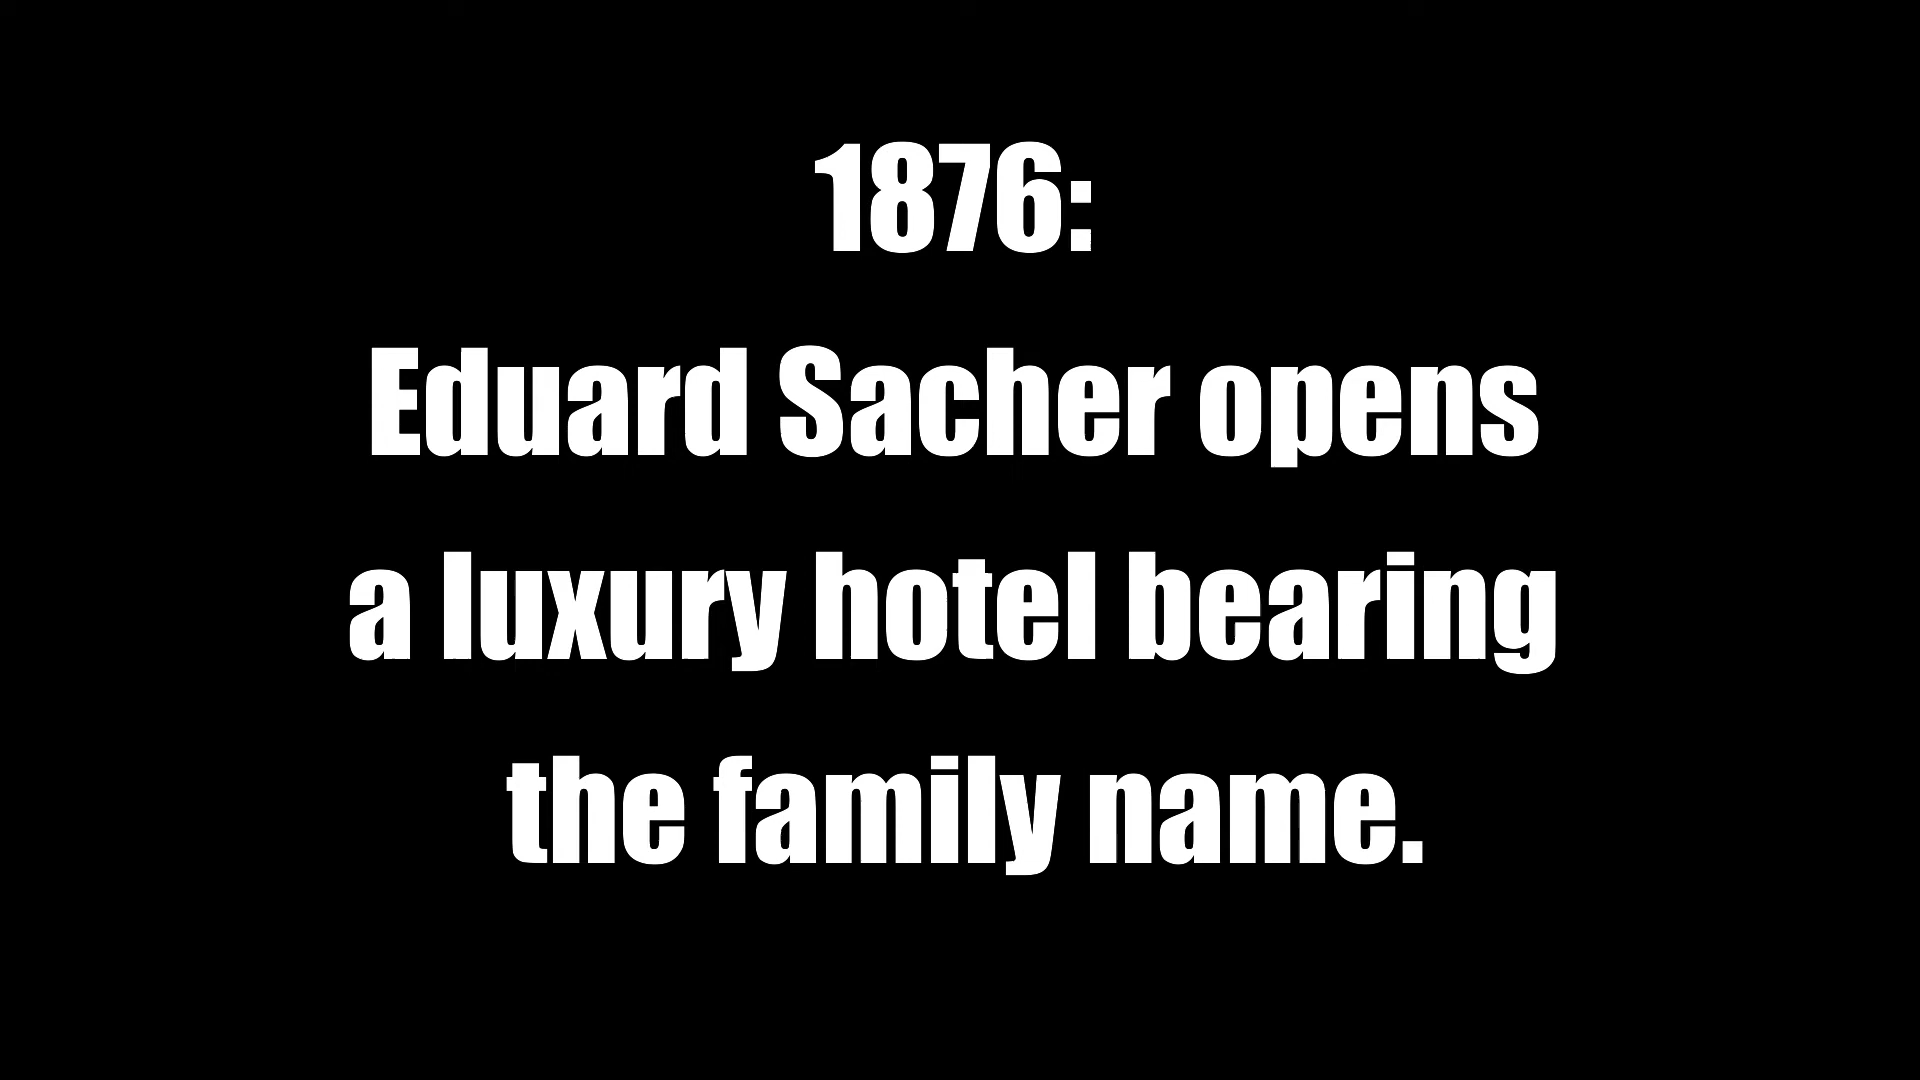 1876:
Eduard Sacher opens
a luxury hotel bearing
the family name.